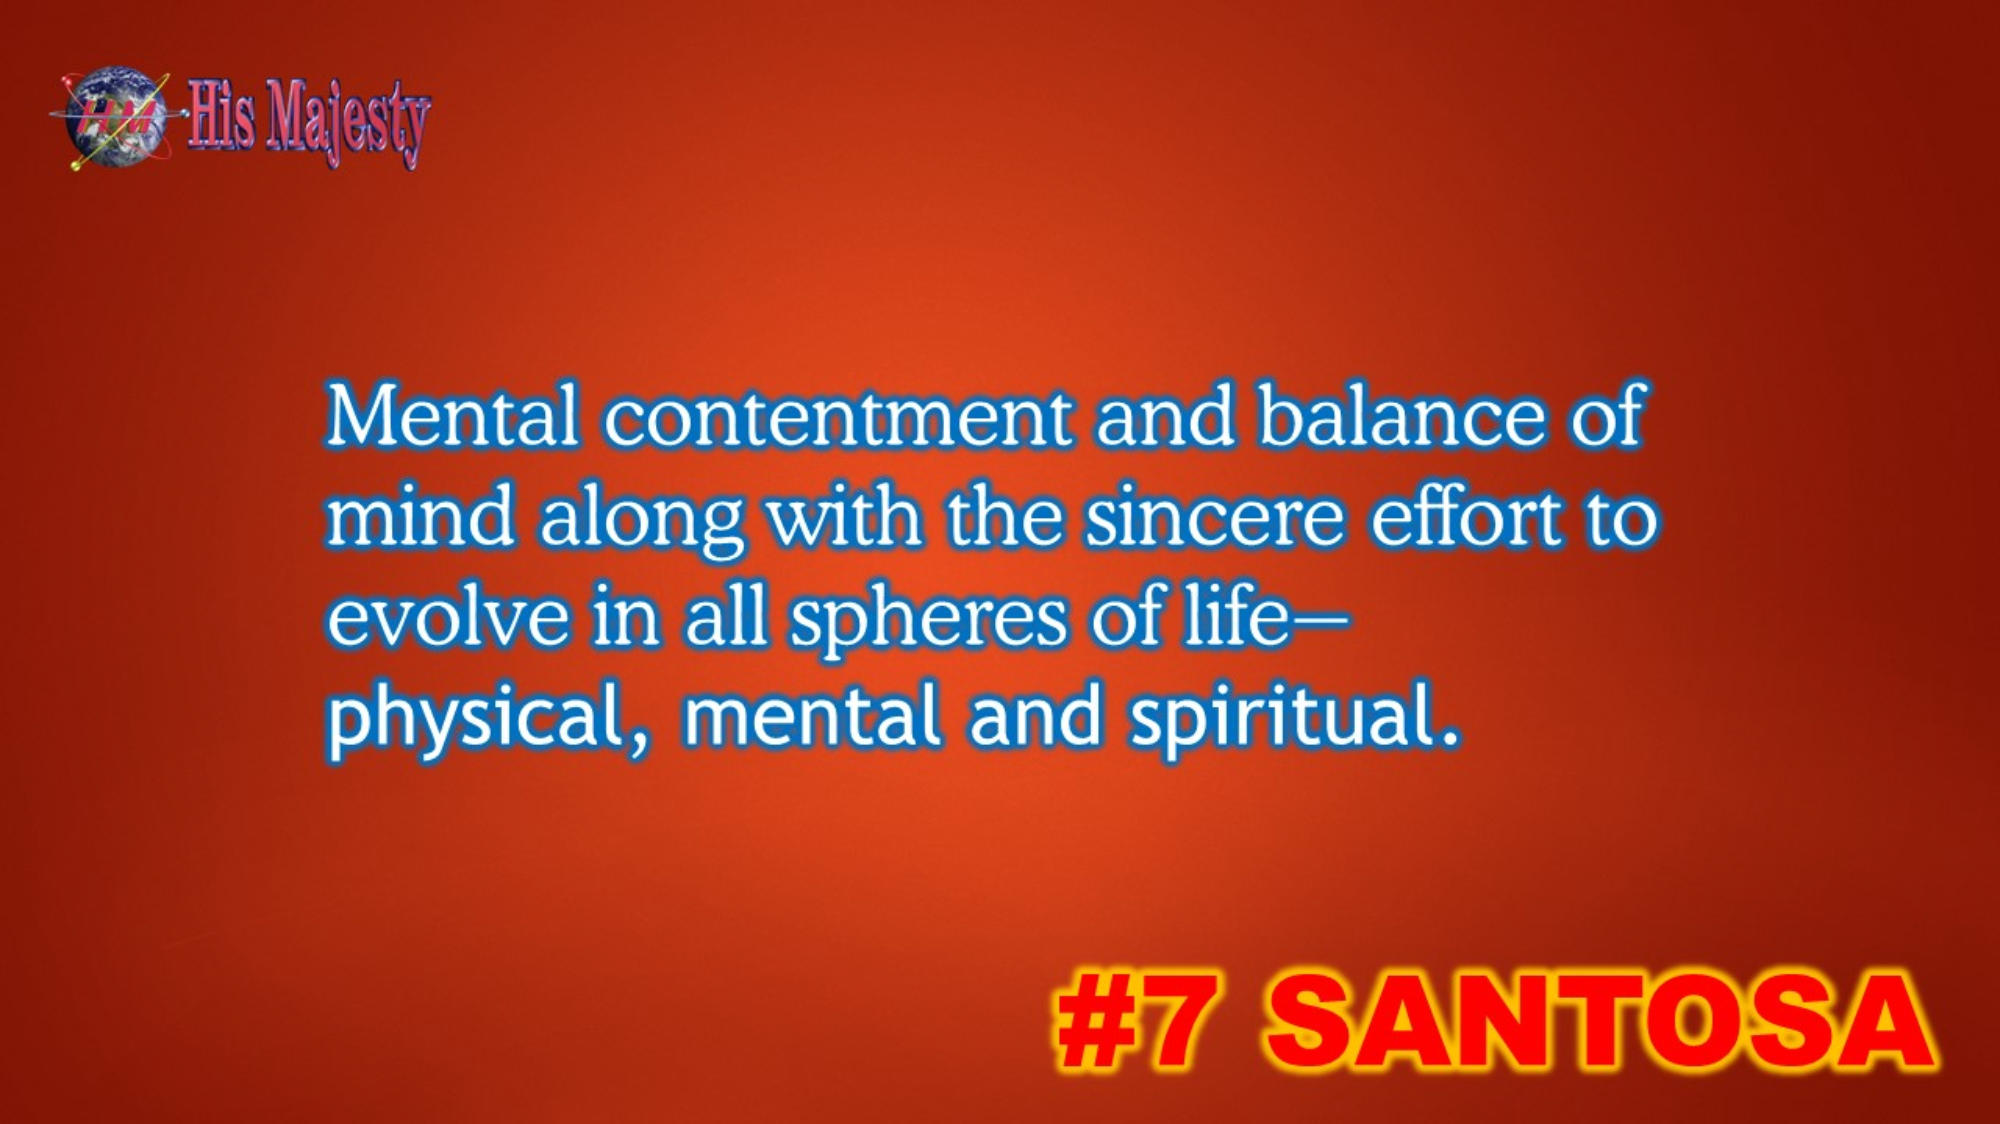 HM
His Majesty
Mental contentment and balance of
mind along with the sincere effort to
evolve in all spheres of life—
physical, mental and spiritual.
#7 SANTOSA